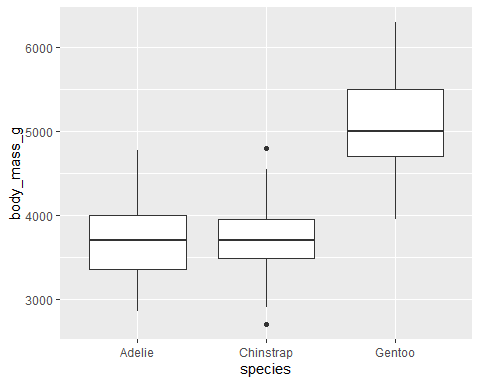 body_mass_g
6000
5000
4000
3000
Adelie
Chinstrap
Gentoo
species